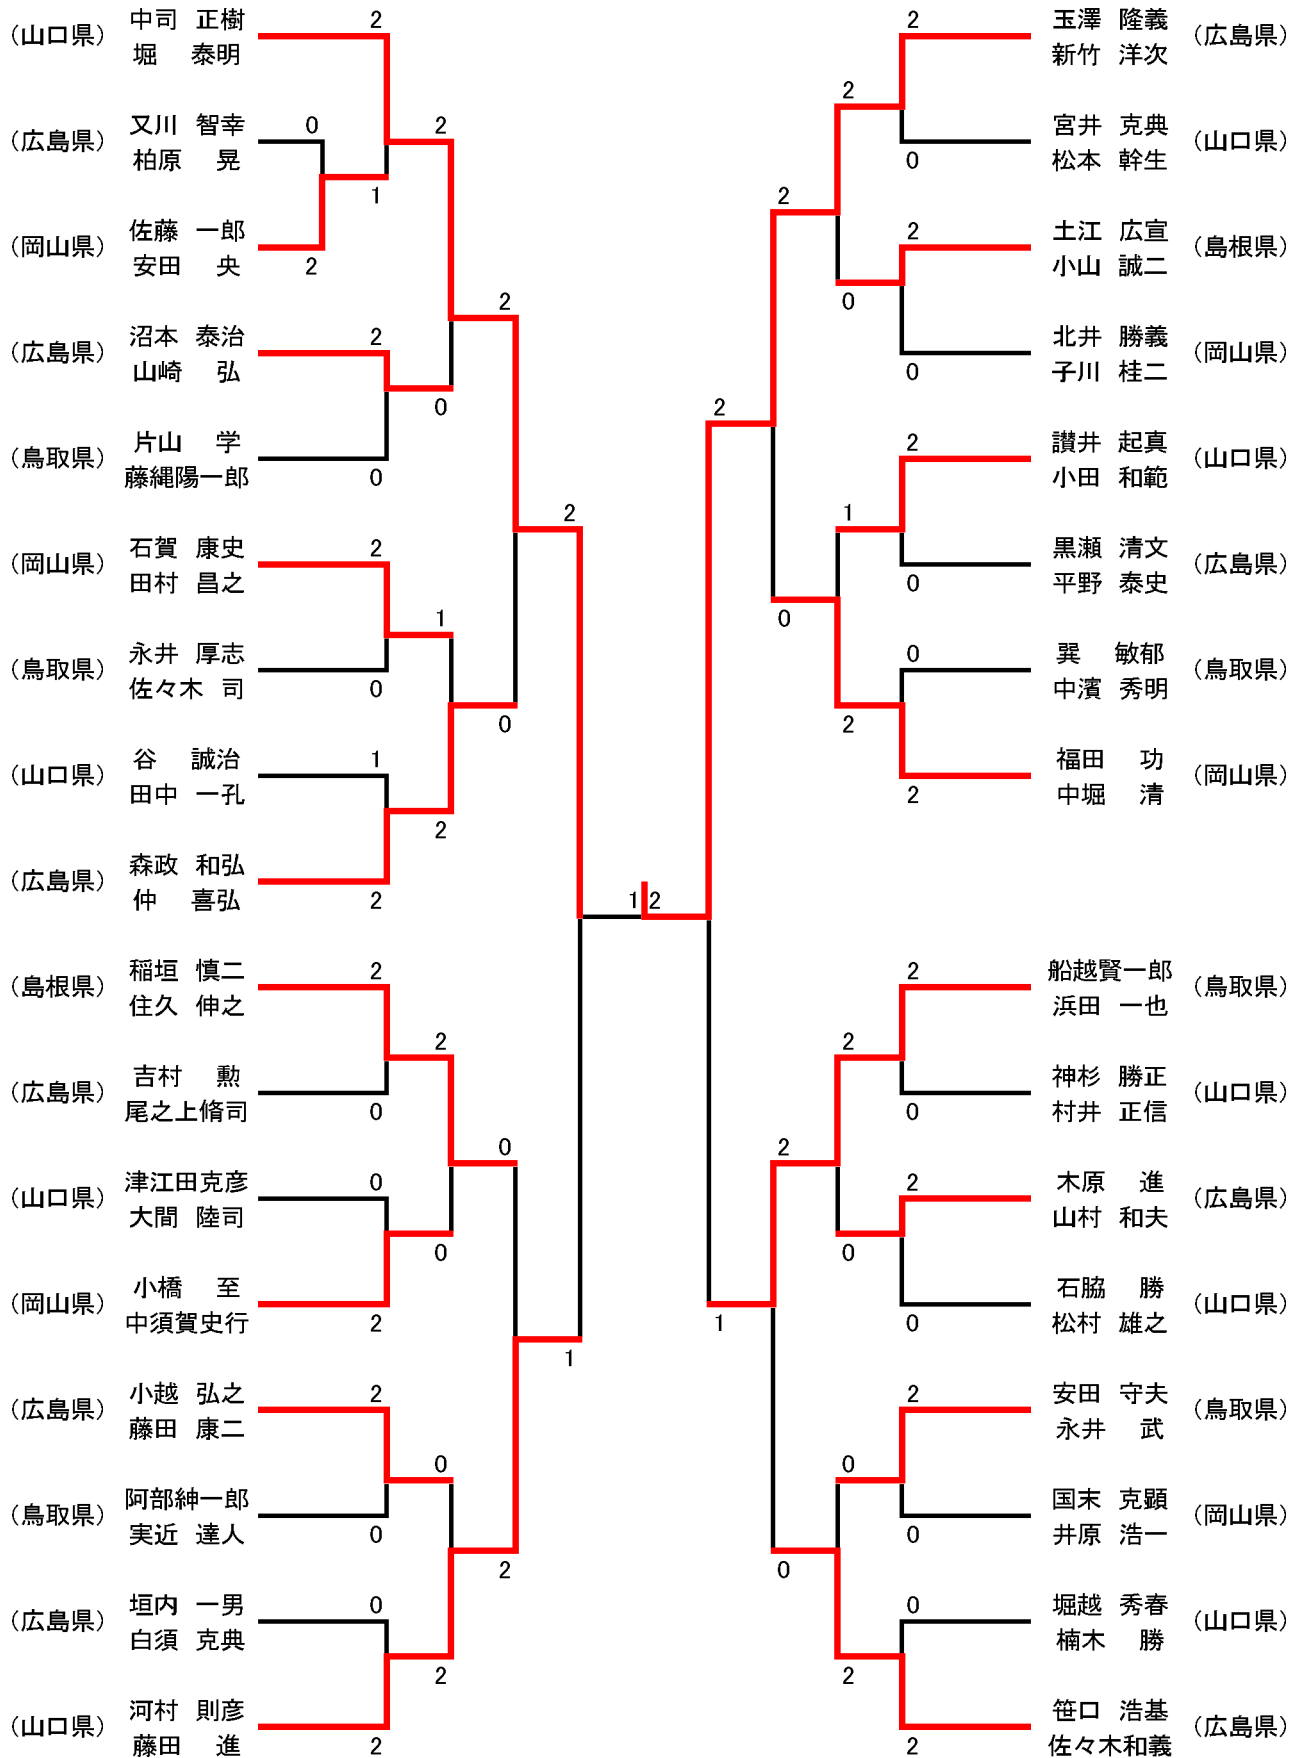 中司 正樹
(山口県)
堀 泰明
2
又川 智幸
(広島県)
柏原 晃
0
1
佐藤 一郎
(岡山県)
安田 央
2
2
沼本 泰治
(広島県)
山崎 弘
2
0
片山 学
(鳥取県)
藤縄陽一郎
0
2
石賀 康史
(岡山県)
田村 昌之
2
1
永井 厚志
(鳥取県)
佐々木 司
0
0
谷 誠治
(山口県)
田中 一孔
1
2
森政 和弘
(広島県)
仲 喜弘
2
2
稲垣 慎二
(島根県)
住久 伸之
2
2
吉村 勲
(広島県)
尾之上脩司
0
0
津江田克彦
(山口県)
大間 陸司
0
0
小橋 至
(岡山県)
中須賀史行
2
1
小越 弘之
(広島県)
藤田 康二
2
0
阿部紳一郎
(鳥取県)
実近 達人
0
2
垣内 一男
(広島県)
白須 克典
0
2
河村 則彦
(山口県)
藤田 進
2
1 2
玉澤 隆義
(広島県)
新竹 洋次
2
2
宮井 克典
(山口県)
松本 幹生
0
2
土江 広宣
(島根県)
小山 誠二
2
0
北井 勝義
(岡山県)
子川 桂二
0
2
讃井 起真
(山口県)
小田 和範
2
1
黒瀬 清文
(広島県)
平野 泰史
0
0
巽 敏郁
(鳥取県)
中濱 秀明
0
2
福田 功
(岡山県)
中堀 清
2
船越賢一郎
(鳥取県)
浜田 一也
2
2
神杉 勝正
(山口県)
村井 正信
0
2
木原 進
(広島県)
山村 和夫
2
0
石脇 勝
(山口県)
松村 雄之
0
1
安田 守夫
(鳥取県)
永井 武
2
0
国末 克顕
(岡山県)
井原 浩一
0
0
堀越 秀春
(山口県)
楠木 勝
0
2
笹口 浩基
(広島県)
佐々木和義
2